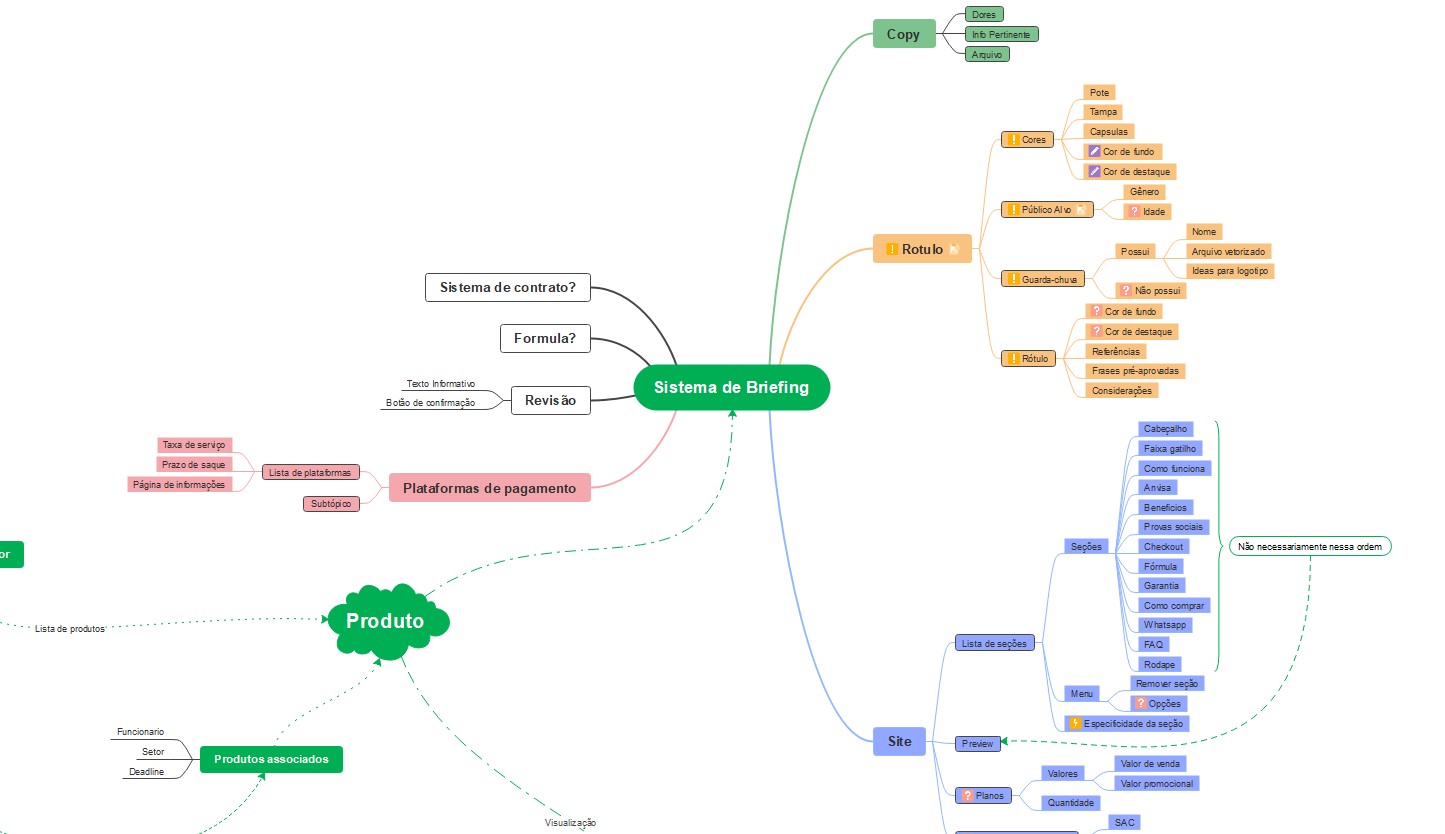 Copy
Dores
Info Pertinente
Arquivo
Rotulo
Cores
Pote
Tampa
Capsulas
Cor de fundo
Cor de destaque
Público Alvo
Gênero
Idade
Guarda-chuva
Possui
Nome
Arquivo vetorizado
Ideas para logotipo
Não possui
Rótulo
Cor de fundo
Cor de destaque
Referências
Frases pré-aprovadas
Considerações
Sistema de contrato?
Formula?
Sistema de Briefing
Revisão
Texto Informativo
Botão de confirmação
Plataformas de pagamento
Lista de plataformas
Taxa de serviço
Prazo de saque
Página de informações
Subtópico
or
Produto
Lista de produtos
Produtos associados
Funcionario
Setor
Deadline
Visualização
Site
Lista de seções
Seções
Cabeçalho
Faixa gatilho
Como funciona
Anvisa
Beneficios
Provas sociais
Checkout
Fórmula
Garantia
Como comprar
Whatsapp
FAQ
Rodape
Não necessariamente nessa ordem
Menu
Remover seção
Opções
Especificidade da seção
Preview
Planos
Valores
Valor de venda
Valor promocional
Quantidade
SAC